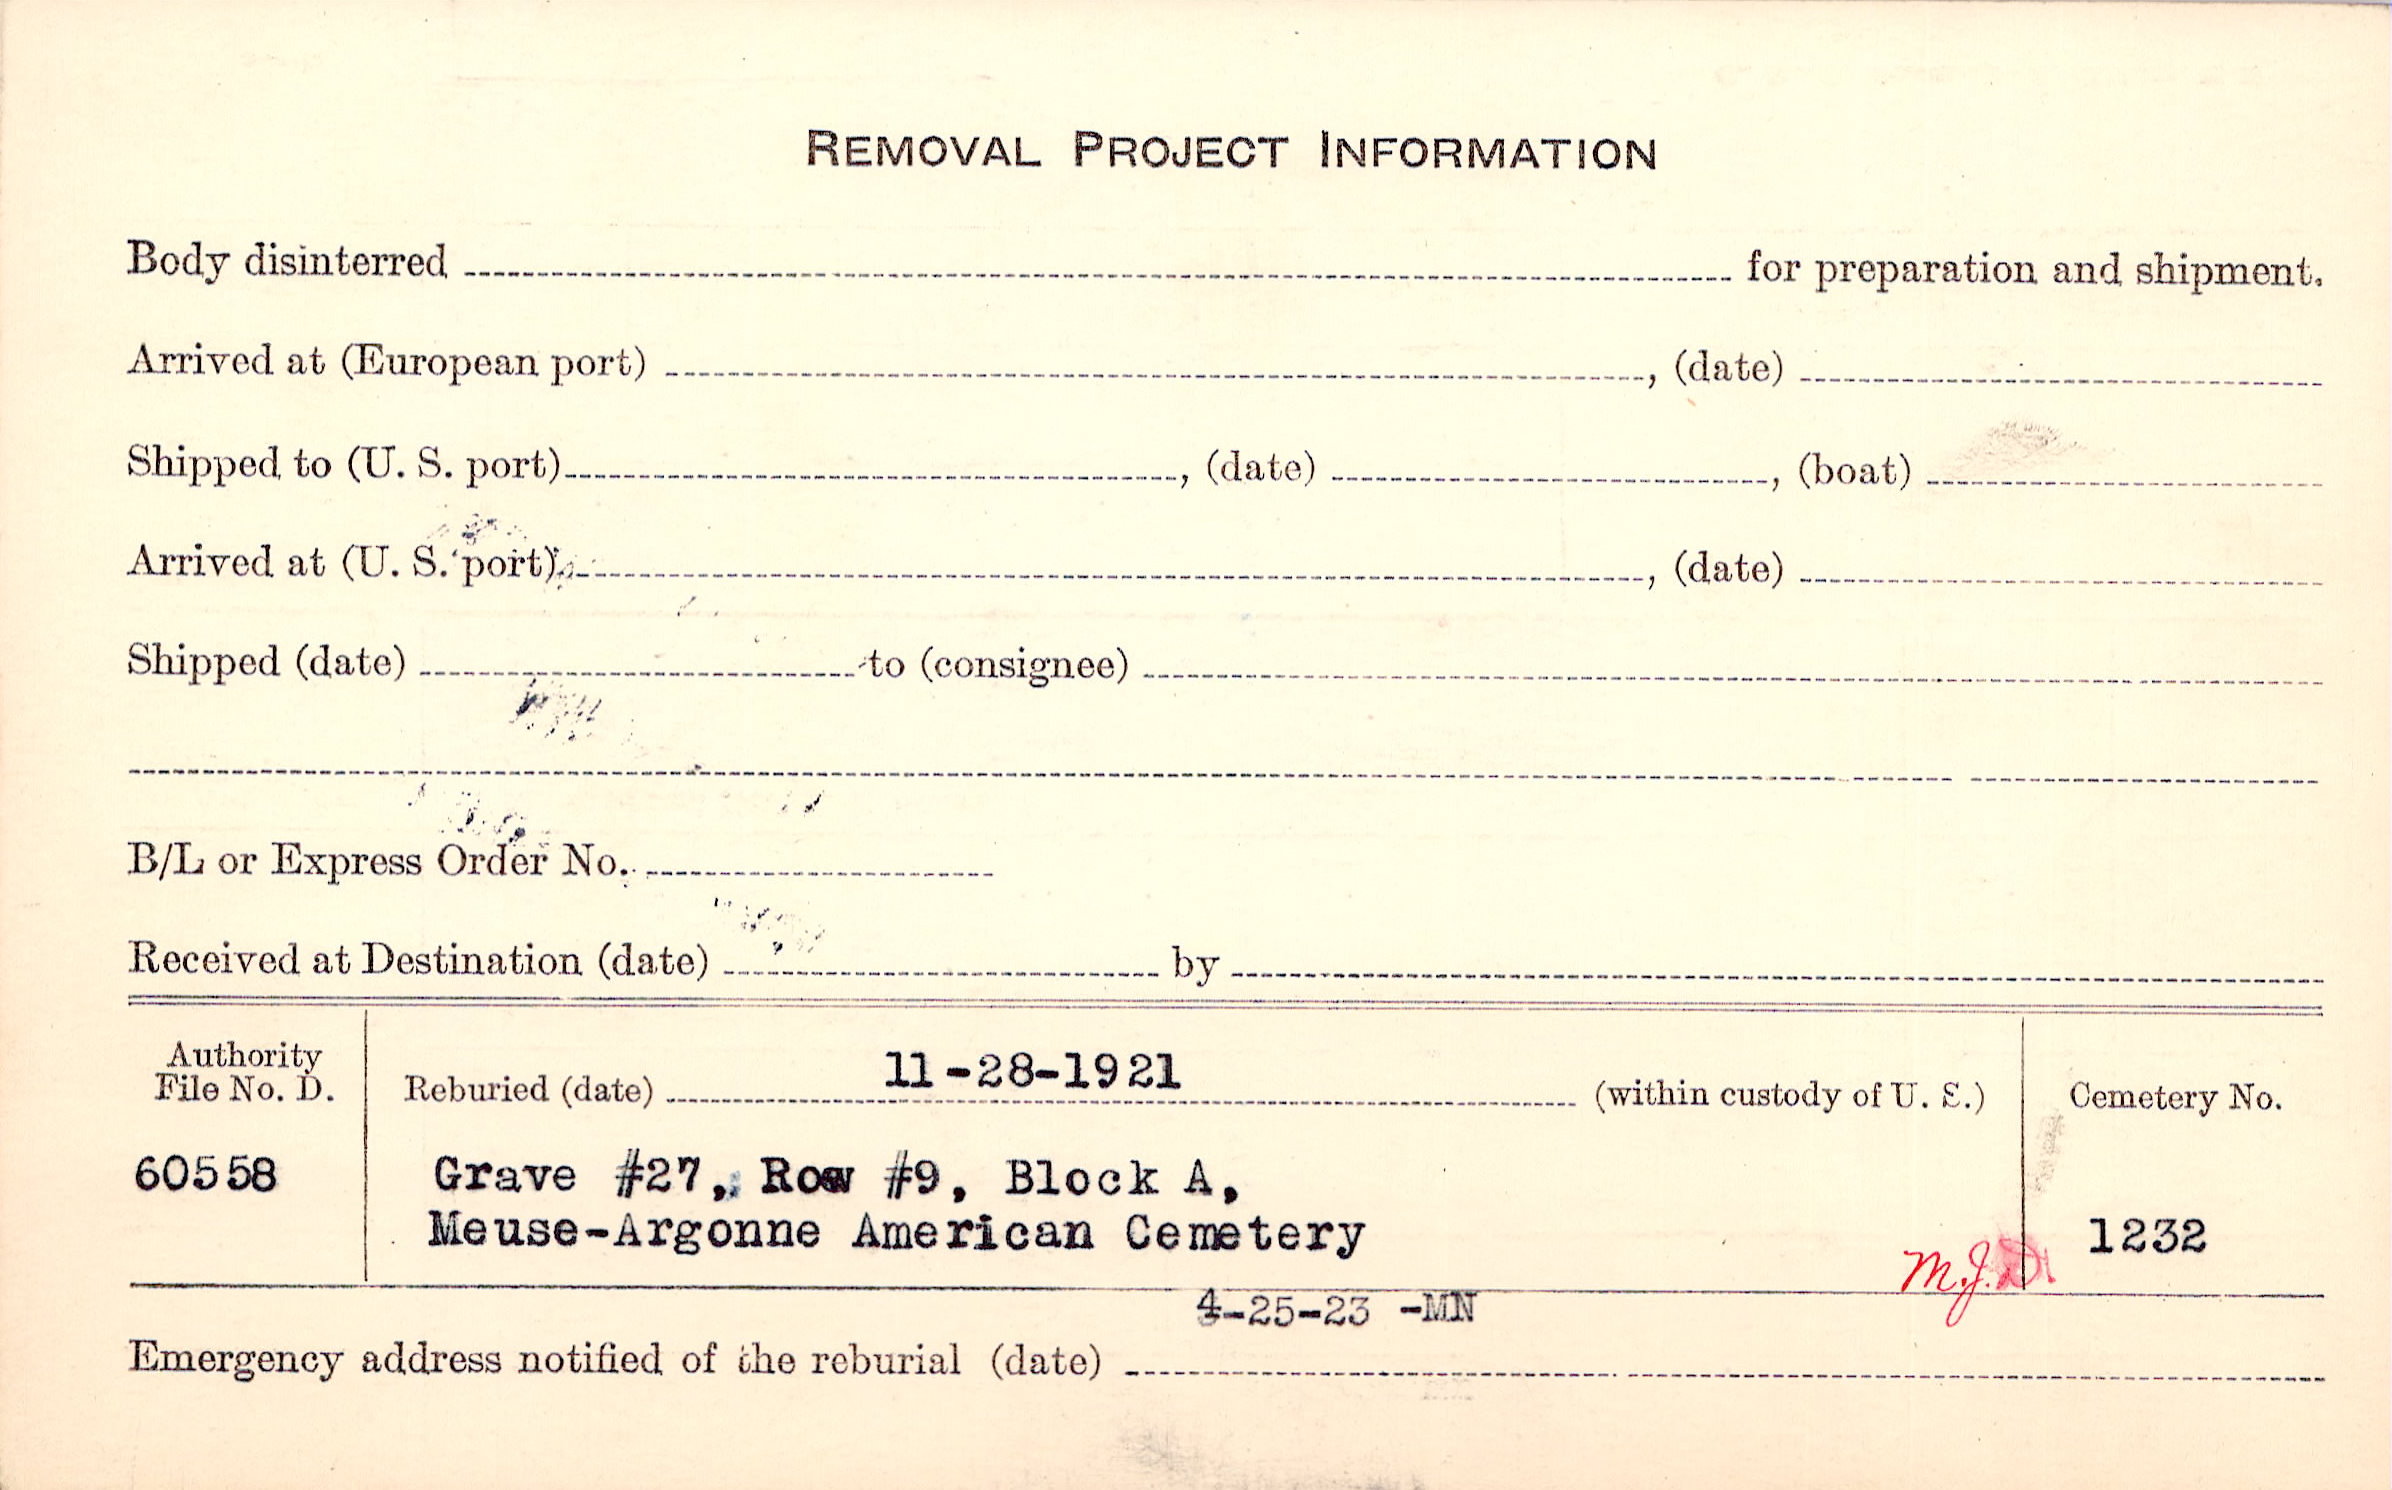 REMOVAL PROJECT INFORMATION
Body disinterred for preparation and shipment.
Arrived at (European port) , (date)
Shipped to (U. S. port) , (date) , (boat)
Arrived at (U. S. port) , (date)
Shipped (date) to (consignee)
B/L or Express Order No.
Received at Destination (date) by
Authority
File No. D.
60558
Reburied (date) 11-28-1921 (within custody of U. S.)
Grave #27, Row #9, Block A,
Meuse-Argonne American Cemetery
Cemetery No.
1232
M.J.D.
4-25-23 -MN
Emergency address notified of the reburial (date)